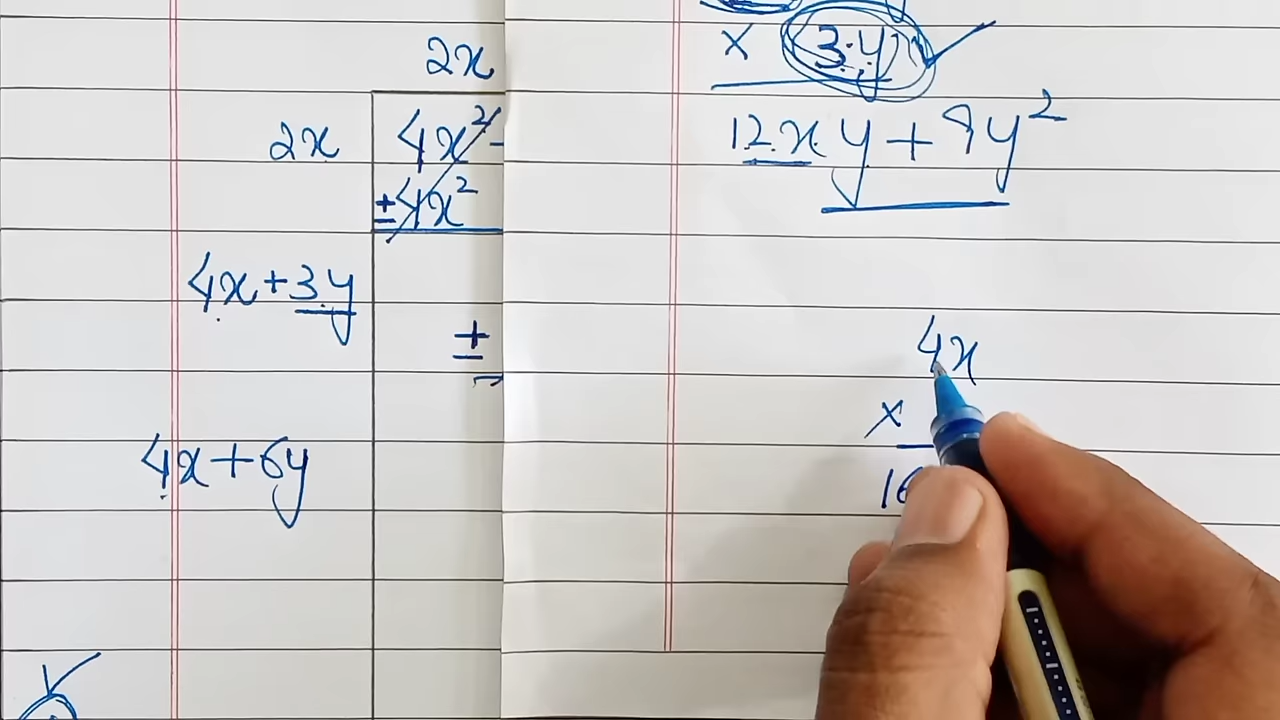 2x
2x 4x² -
± 4x²
4x + 3y
±
4x + 6y
× 3y
12xy + 9y²
4x
×
16